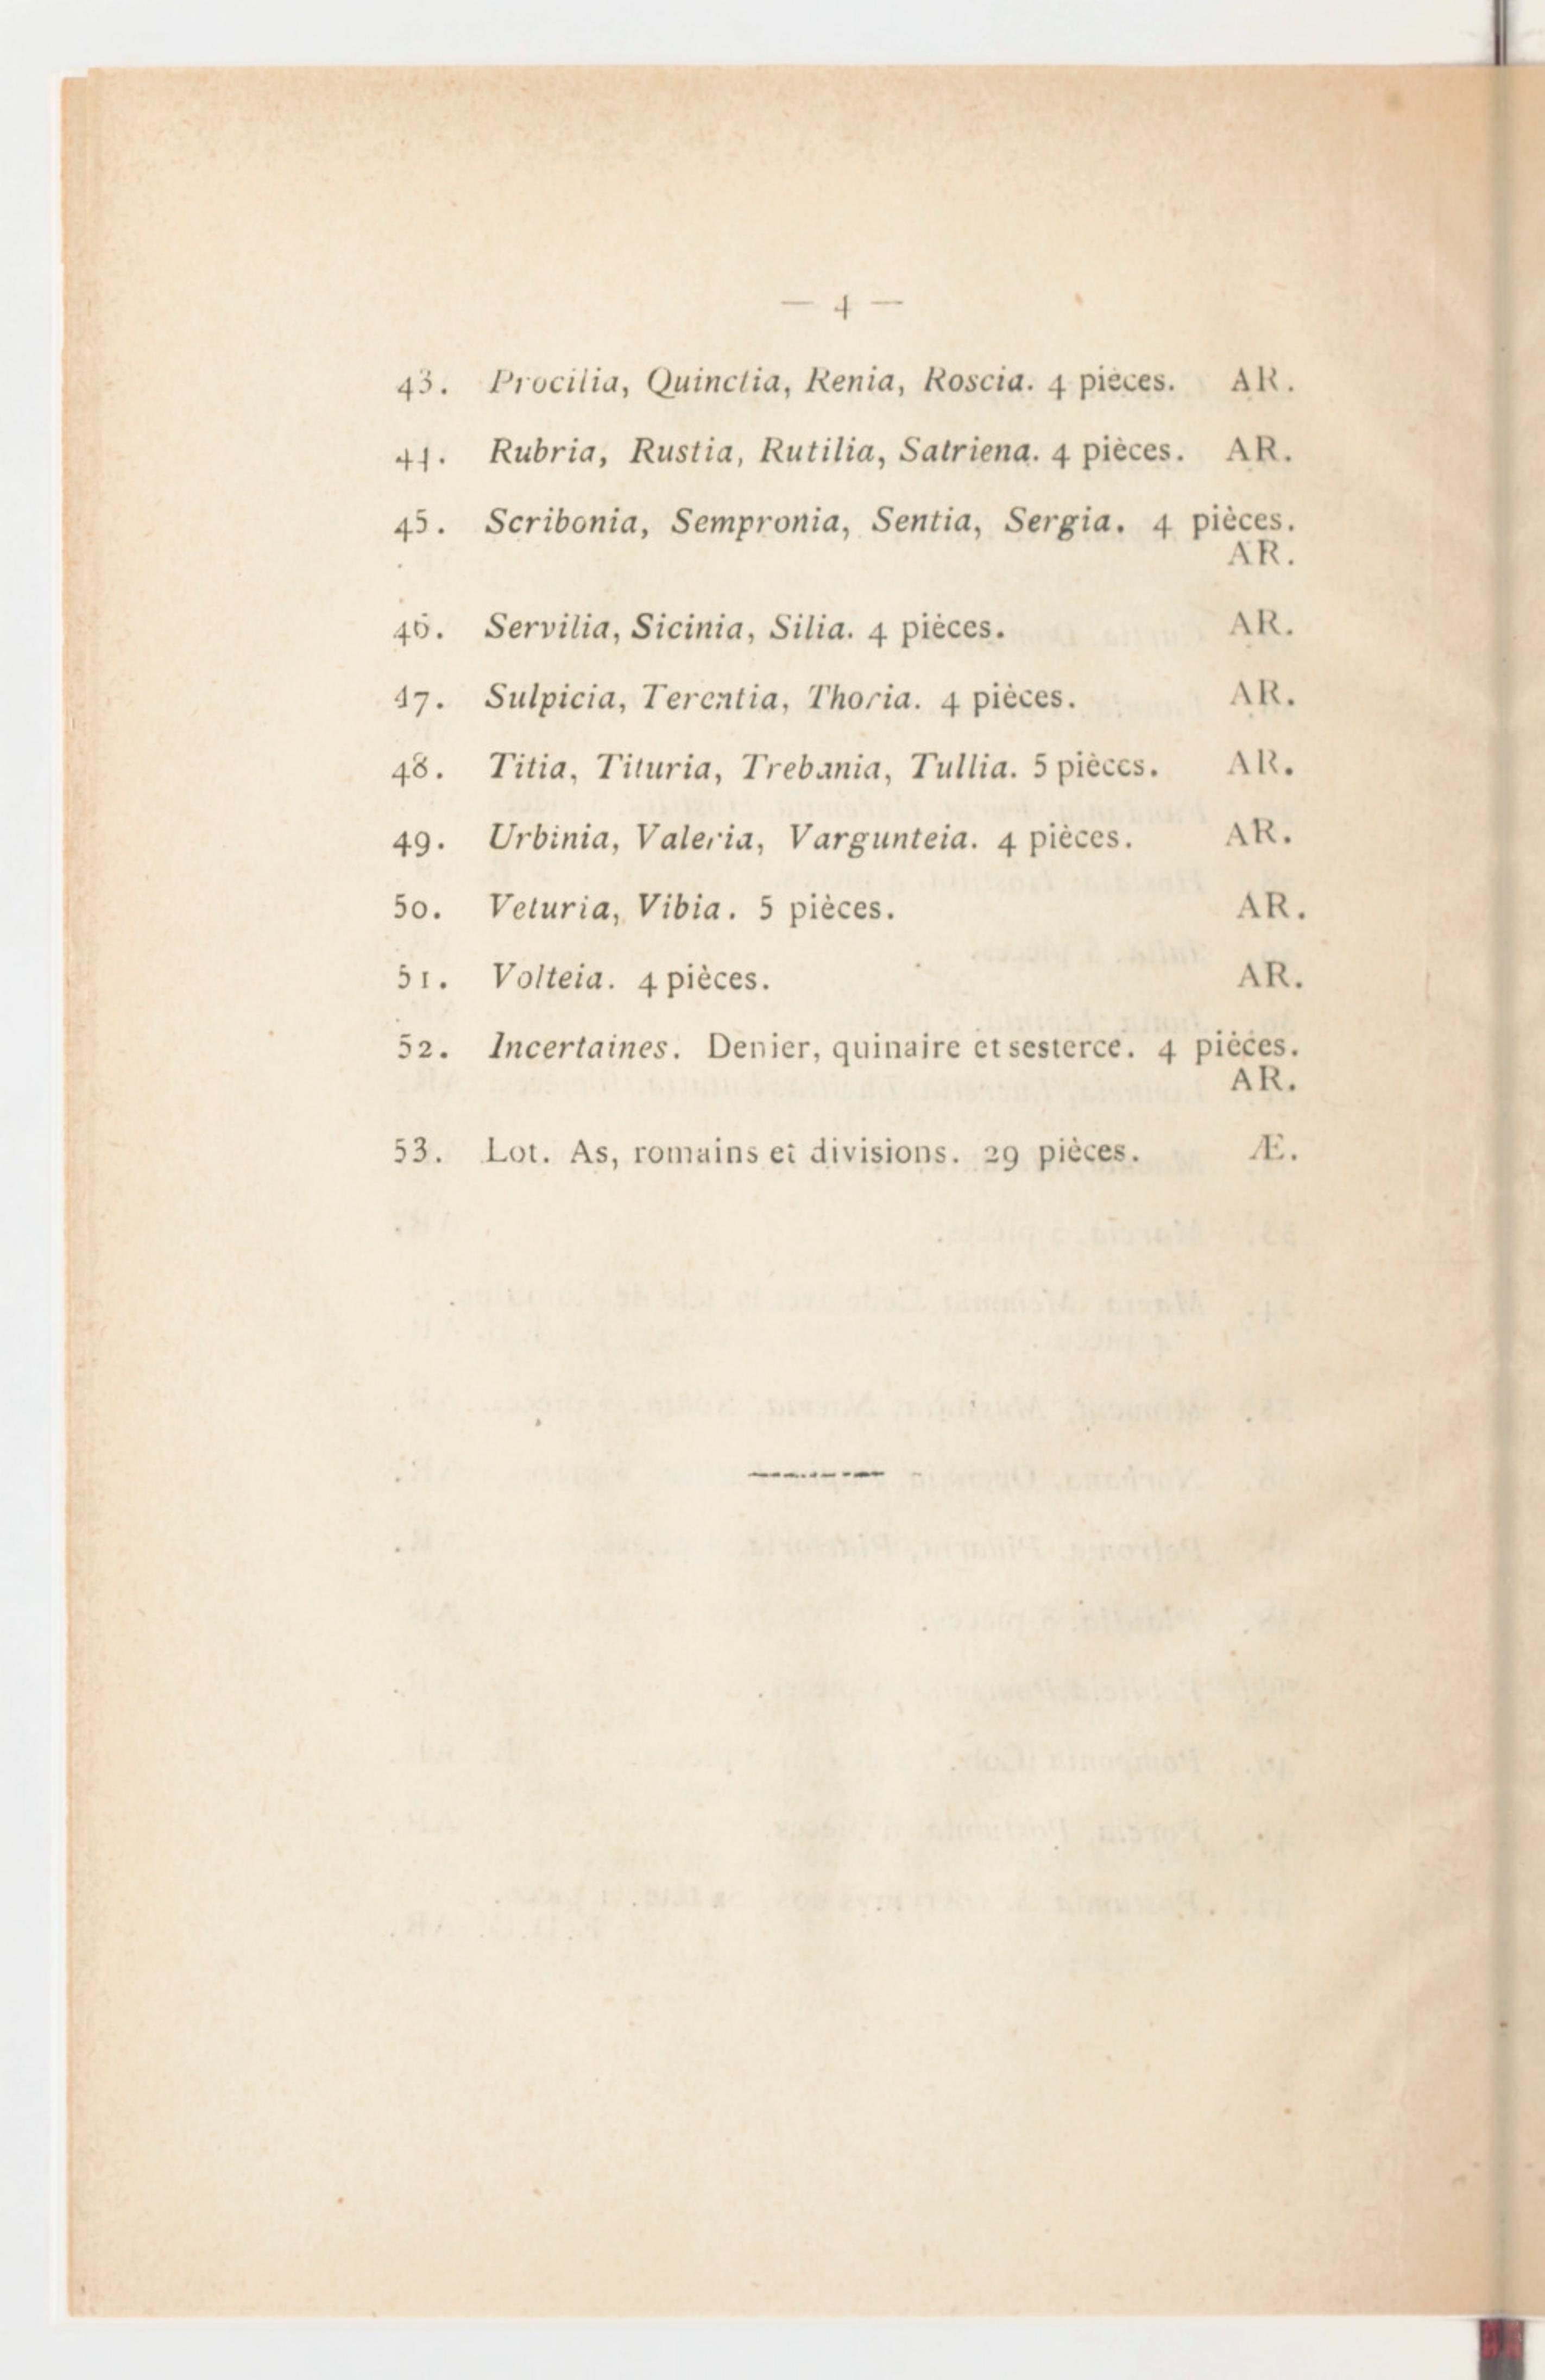 — 4 —
43. Procilia, Quinctia, Renia, Roscia. 4 pièces. AR.
44. Rubria, Rustia, Rutilia, Satriena. 4 pièces. AR.
45. Scribonia, Sempronia, Sentia, Sergia. 4 pièces.
AR.
46. Servilia, Sicinia, Silia. 4 pièces. AR.
47. Sulpicia, Terentia, Thoria. 4 pièces. AR.
48. Titia, Tituria, Trebania, Tullia. 5 pièces. AR.
49. Urbinia, Valeria, Vargunteia. 4 pièces. AR.
50. Veturia, Vibia. 5 pièces. AR.
51. Volteia. 4 pièces. AR.
52. Incertaines. Denier, quinaire et sesterce. 4 pièces.
AR.
53. Lot. As, romains et divisions. 29 pièces. Æ.